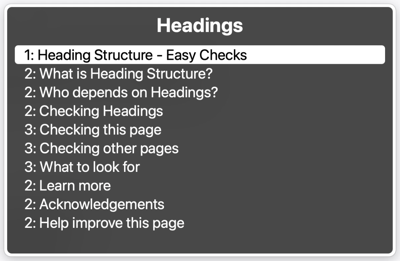 Headings
1: Heading Structure - Easy Checks
2: What is Heading Structure?
2: Who depends on Headings?
2: Checking Headings
3: Checking this page
3: Checking other pages
3: What to look for
2: Learn more
2: Acknowledgements
2: Help improve this page